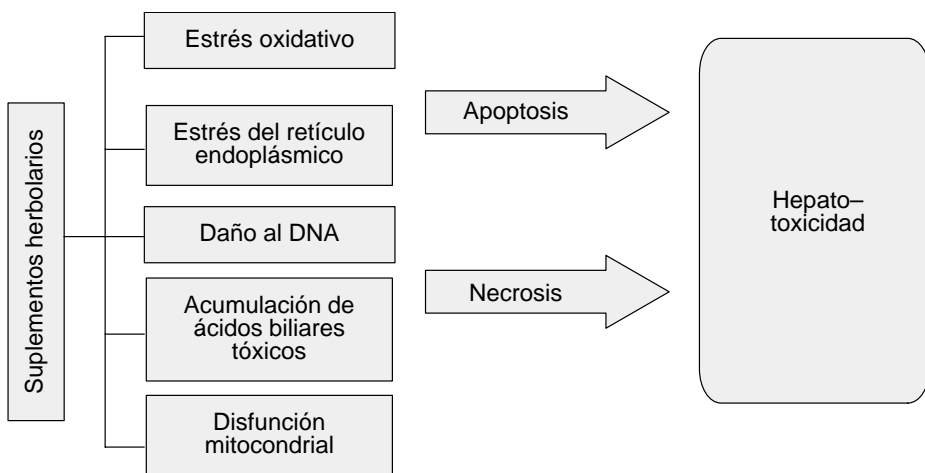 Suplementos herbolarios
Estrés oxidativo
Estrés del retículo
endoplásmico
Daño al DNA
Acumulación de
ácidos biliares
tóxicos
Disfunción
mitocondrial
Apoptosis
Necrosis
Hepato–
toxicidad